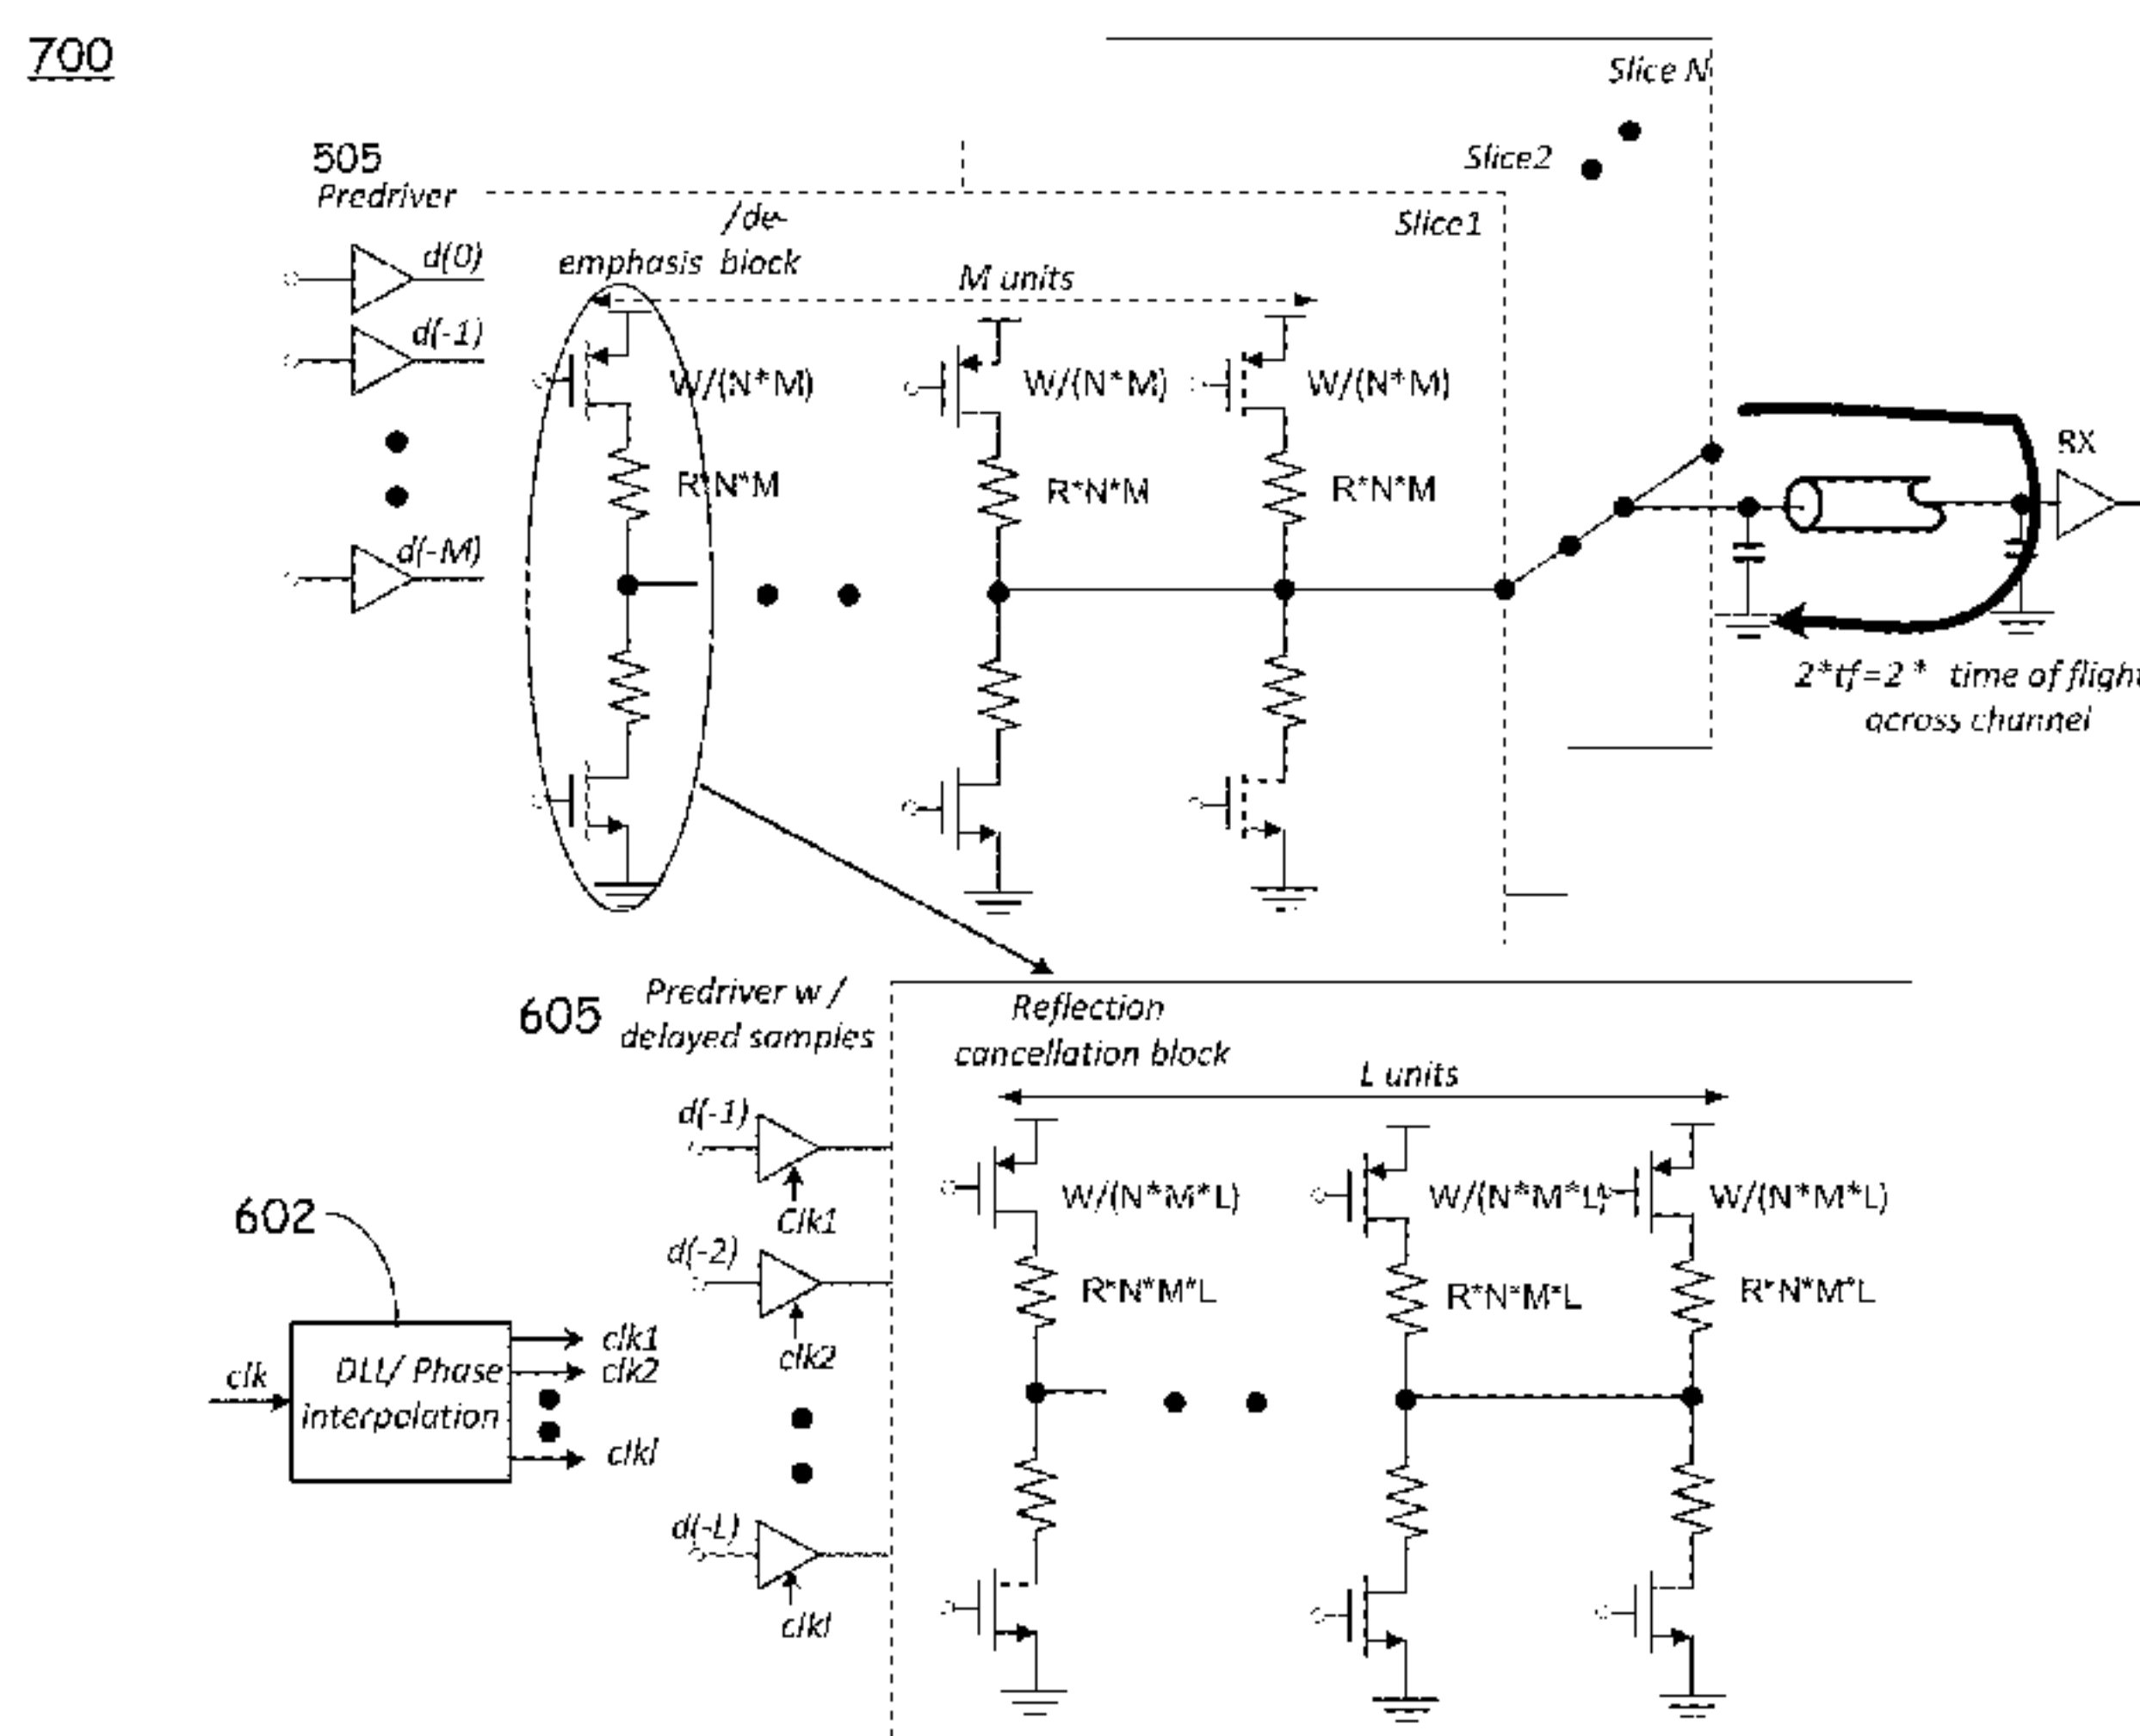 700
Slice N
505
Predriver
Slice2
/de-
emphasis block
Slice1
d(0)
M units
d(-1)
W/(N*M)
W/(N*M)
W/(N*M)
RX
R*N*M
R*N*M
R*N*M
d(-M)
2*tf=2* time of flight
across channel
605
Predriver w/
delayed samples
Reflection
cancellation block
L units
d(-1)
Clk1
W/(N*M*L)
W/(N*M*L)
W/(N*M*L)
602
d(-2)
clk2
R*N*M*L
R*N*M*L
R*N*M*L
clk
DLL/ Phase
interpolation
clk1
clk2
clkl
d(-L)
clkl